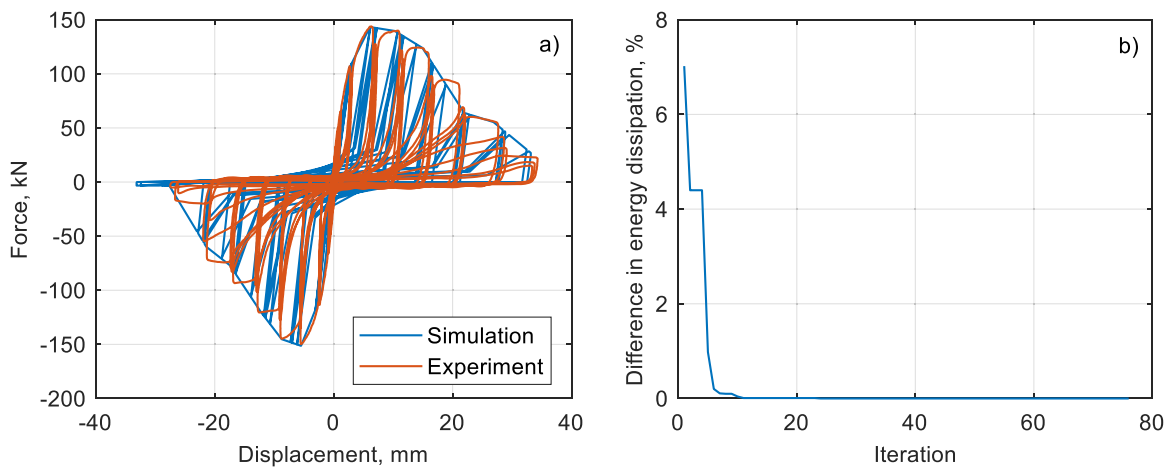 150
100
50
0
-50
-100
-150
-200
-40
-20
0
20
40
Force, kN
Displacement, mm
a)
Simulation
Experiment
8
6
4
2
0
0
20
40
60
80
Difference in energy dissipation, %
Iteration
b)